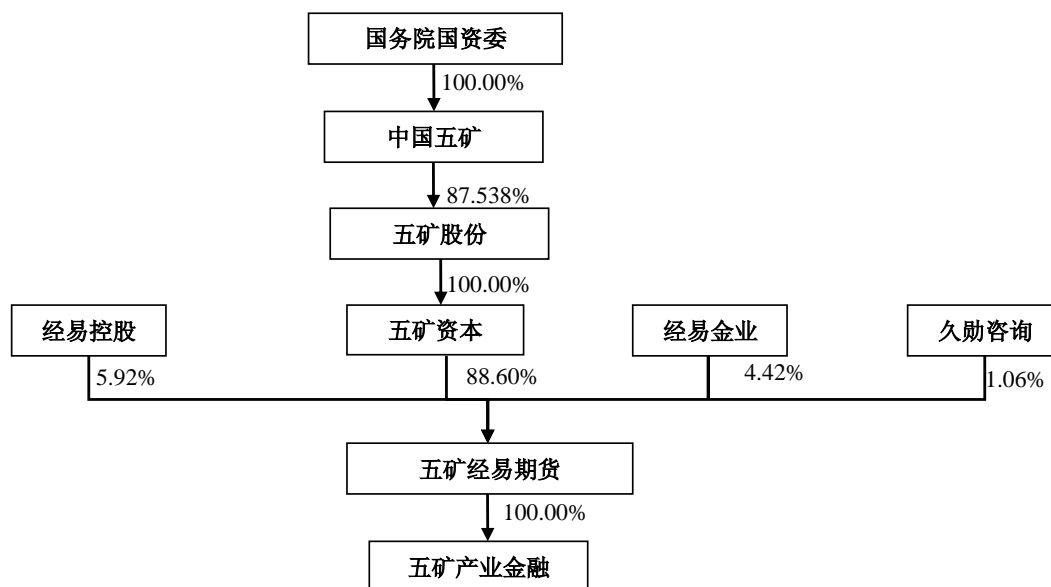 国务院国资委
100.00%
中国五矿
87.538%
五矿股份
100.00%
经易控股
五矿资本
经易金业
久勋咨询
5.92%
88.60%
4.42%
1.06%
五矿经易期货
100.00%
五矿产业金融